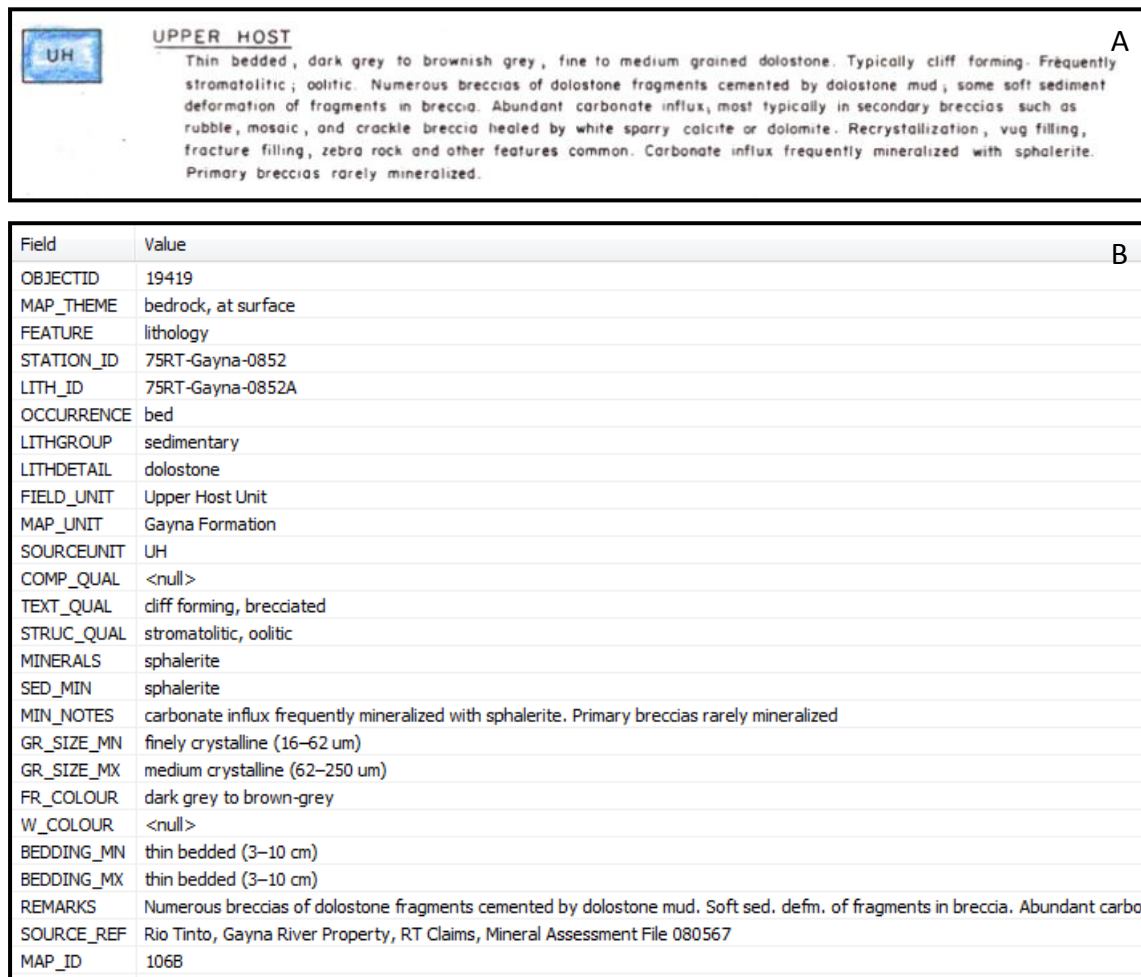 A
UH
UPPER HOST
Thin bedded, dark grey to brownish grey, fine to medium grained dolostone. Typically cliff forming. Frequently
stromatolitic; oolitic. Numerous breccias of dolostone fragments cemented by dolostone mud; some soft sediment
deformation of fragments in breccia. Abundant carbonate influx, most typically in secondary breccias such as
rubble, mosaic, and crackle breccia healed by white sparry calcite or dolomite. Recrystallization, vug filling,
fracture filling, zebra rock and other features common. Carbonate influx frequently mineralized with sphalerite.
Primary breccias rarely mineralized.
B
Field Value
OBJECTID 19419
MAP_THEME bedrock, at surface
FEATURE lithology
STATION_ID 75RT-Gayna-0852
LITH_ID 75RT-Gayna-0852A
OCCURRENCE bed
LITHGROUP sedimentary
LITHDETAIL dolostone
FIELD_UNIT Upper Host Unit
MAP_UNIT Gayna Formation
SOURCEUNIT UH
COMP_QUAL <null>
TEXT_QUAL cliff forming, brecciated
STRUC_QUAL stromatolitic, oolitic
MINERALS sphalerite
SED_MIN sphalerite
MIN_NOTES carbonate influx frequently mineralized with sphalerite. Primary breccias rarely mineralized
GR_SIZE_MN finely crystalline (16–62 um)
GR_SIZE_MX medium crystalline (62–250 um)
FR_COLOUR dark grey to brown-grey
W_COLOUR <null>
BEDDING_MN thin bedded (3–10 cm)
BEDDING_MX thin bedded (3–10 cm)
REMARKS Numerous breccias of dolostone fragments cemented by dolostone mud. Soft sed. defm. of fragments in breccia. Abundant carbo
SOURCE_REF Rio Tinto, Gayna River Property, RT Claims, Mineral Assessment File 080567
MAP_ID 106B